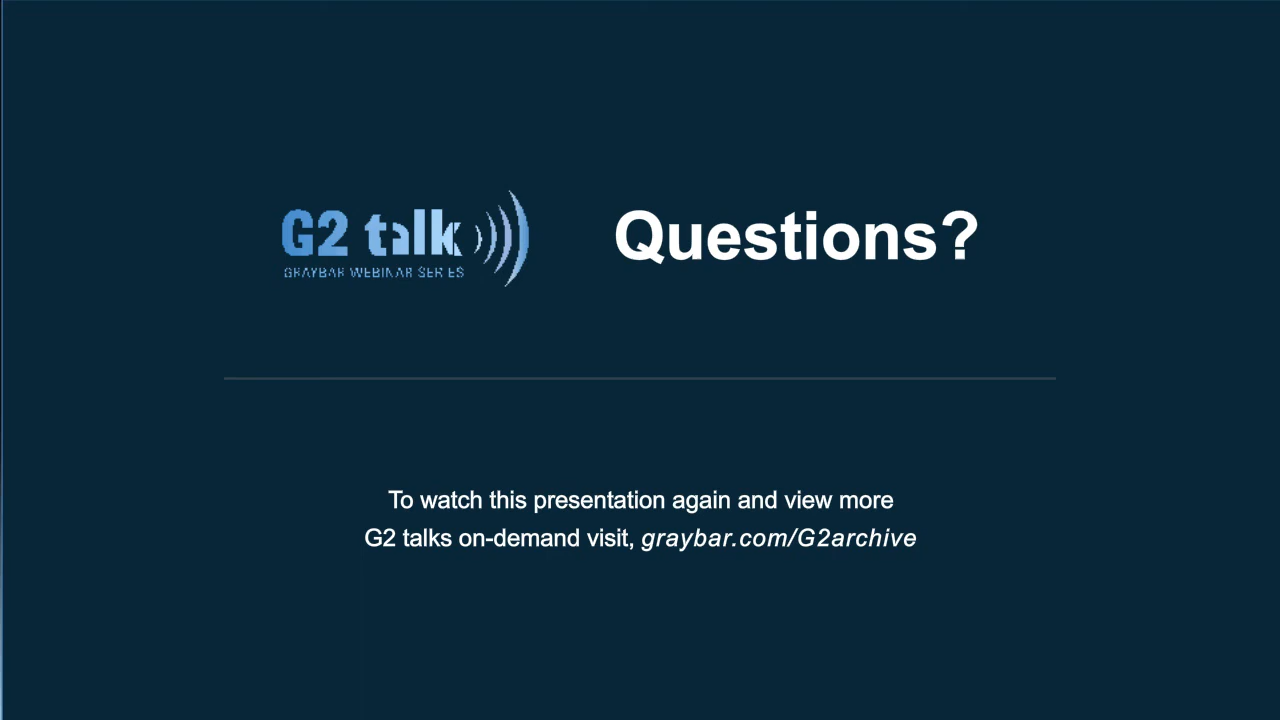 G2 talk
GRAYBAR WEBINAR SERIES
Questions?
To watch this presentation again and view more
G2 talks on-demand visit, graybar.com/G2archive